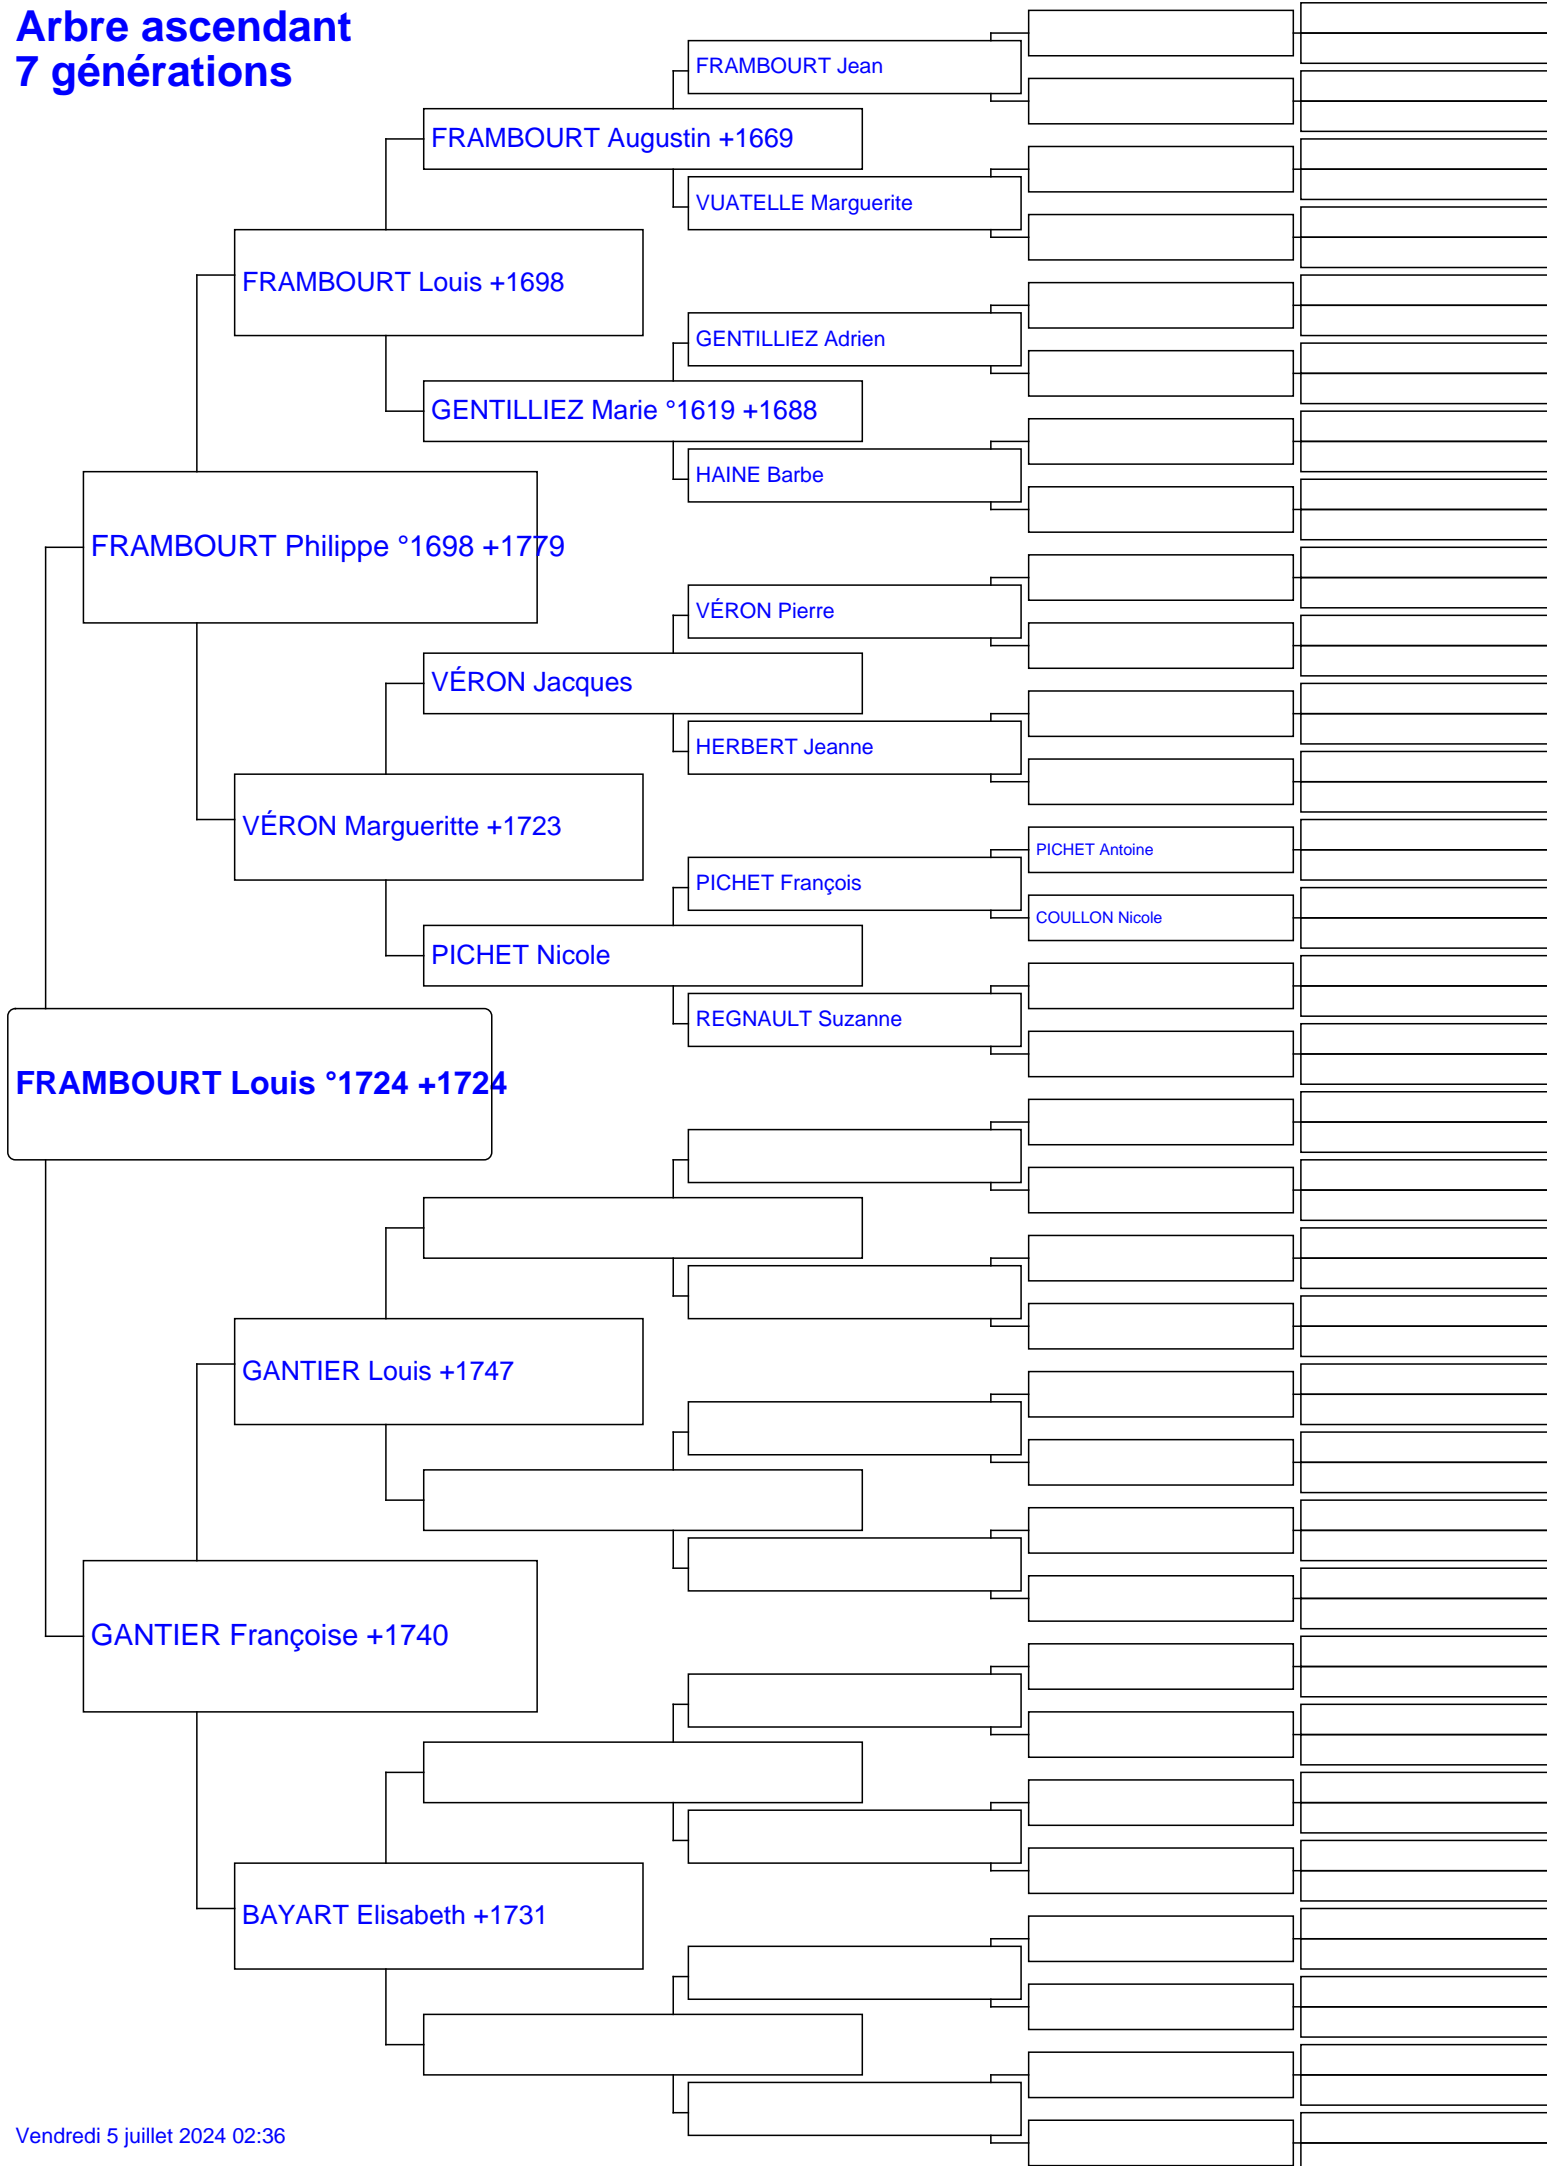 Arbre ascendant
7 générations
FRAMBOURT Jean
FRAMBOURT Augustin +1669
VUATELLE Marguerite
FRAMBOURT Louis +1698
GENTILLIEZ Adrien
GENTILLIEZ Marie °1619 +1688
HAINE Barbe
FRAMBOURT Philippe °1698 +1779
VÉRON Pierre
VÉRON Jacques
HERBERT Jeanne
VÉRON Margueritte +1723
PICHET Antoine
PICHET François
COULLON Nicole
PICHET Nicole
REGNAULT Suzanne
FRAMBOURT Louis °1724 +1724
GANTIER Louis +1747
GANTIER Françoise +1740
BAYART Elisabeth +1731
Vendredi 5 juillet 2024 02:36